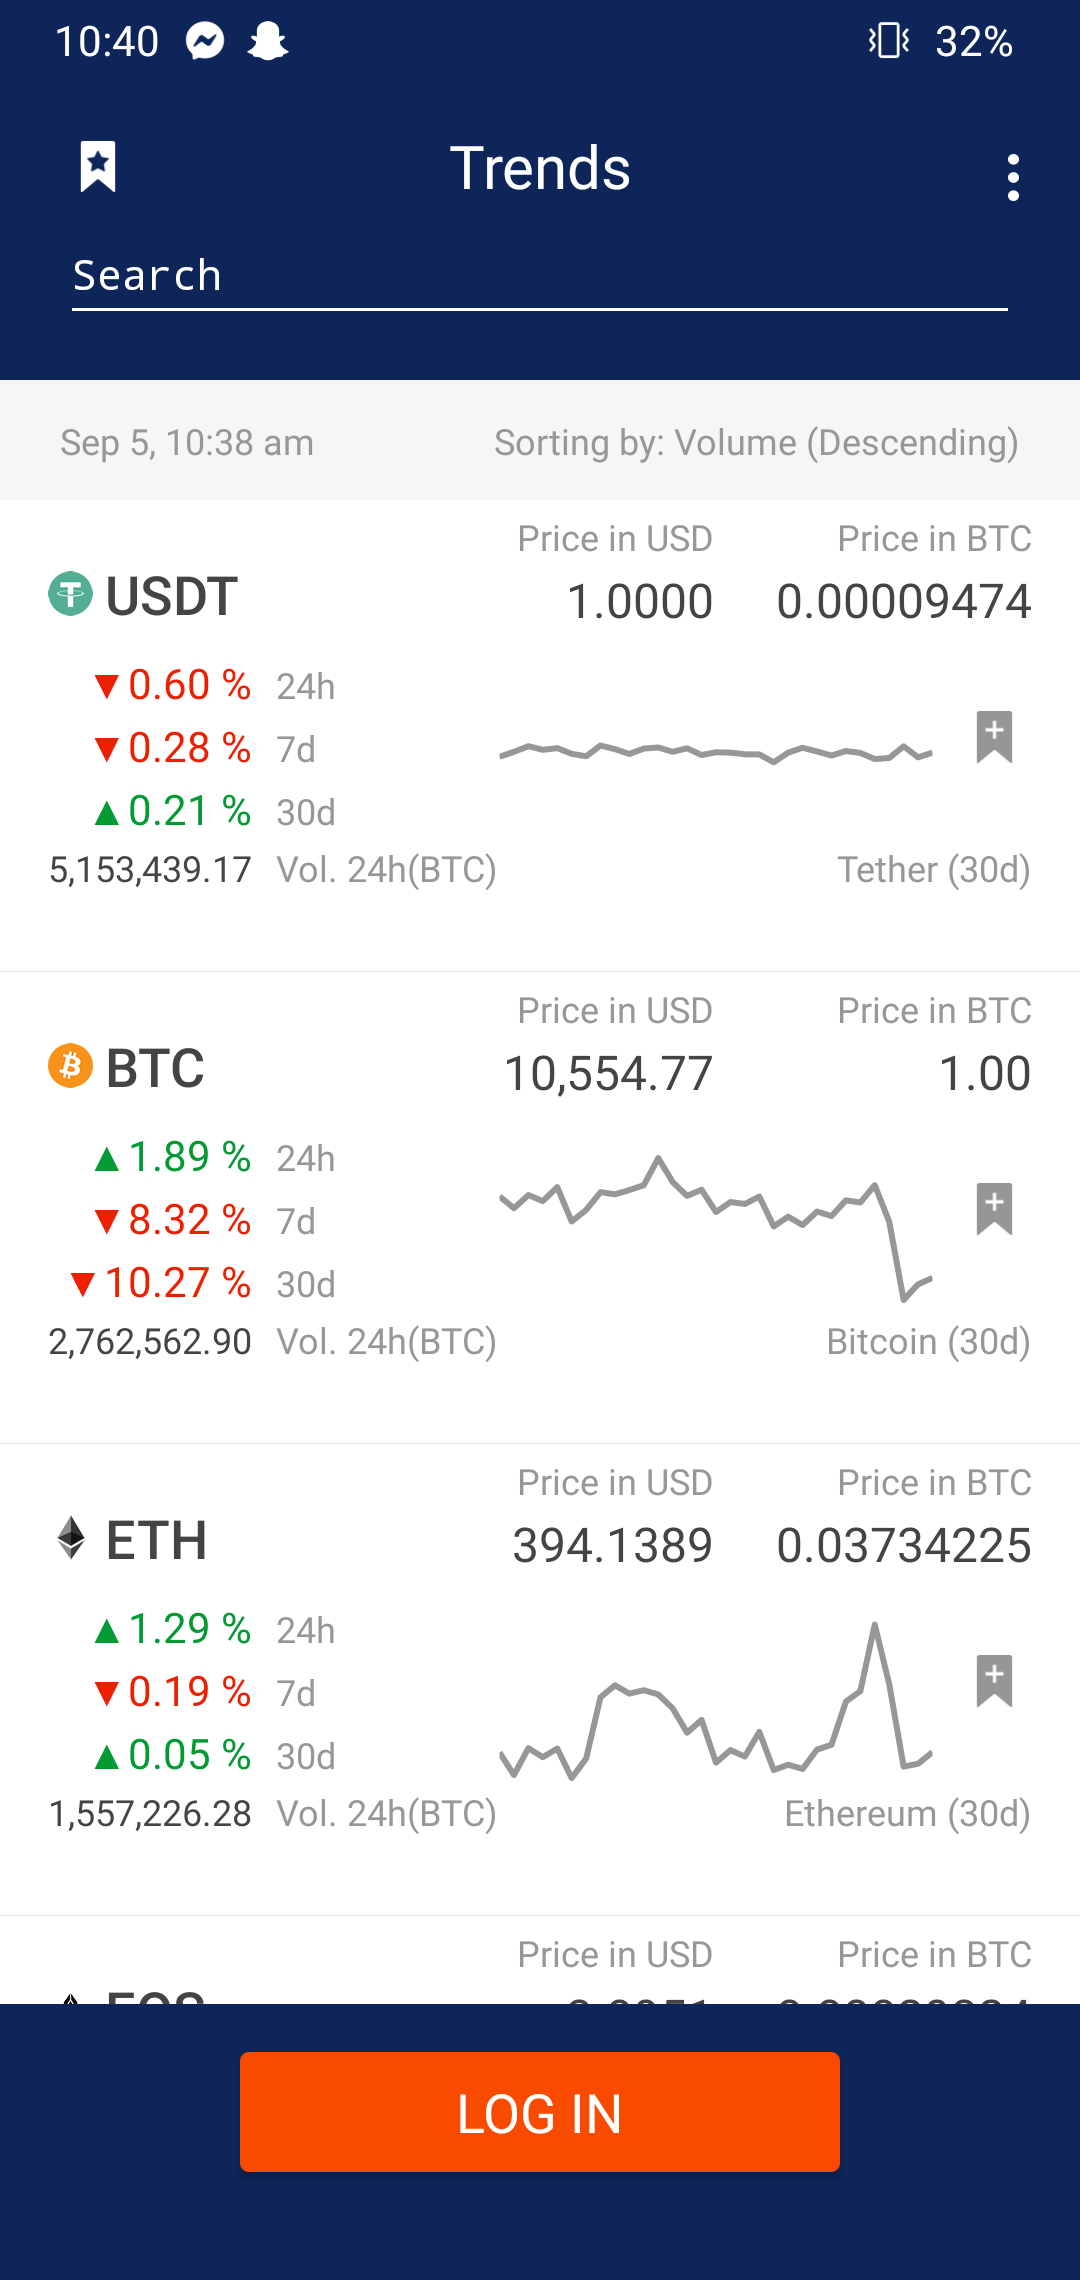 10:40 32%
Trends
Search
Sep 5, 10:38 am Sorting by: Volume (Descending)
Price in USD Price in BTC
USDT 1.0000 0.00009474
▼0.60 % 24h
▼0.28 % 7d
▲0.21 % 30d
5,153,439.17 Vol. 24h(BTC) Tether (30d)
Price in USD Price in BTC
BTC 10,554.77 1.00
▲1.89 % 24h
▼8.32 % 7d
▼10.27 % 30d
2,762,562.90 Vol. 24h(BTC) Bitcoin (30d)
Price in USD Price in BTC
ETH 394.1389 0.03734225
▲1.29 % 24h
▼0.19 % 7d
▲0.05 % 30d
1,557,226.28 Vol. 24h(BTC) Ethereum (30d)
Price in USD Price in BTC
EOS
LOG IN